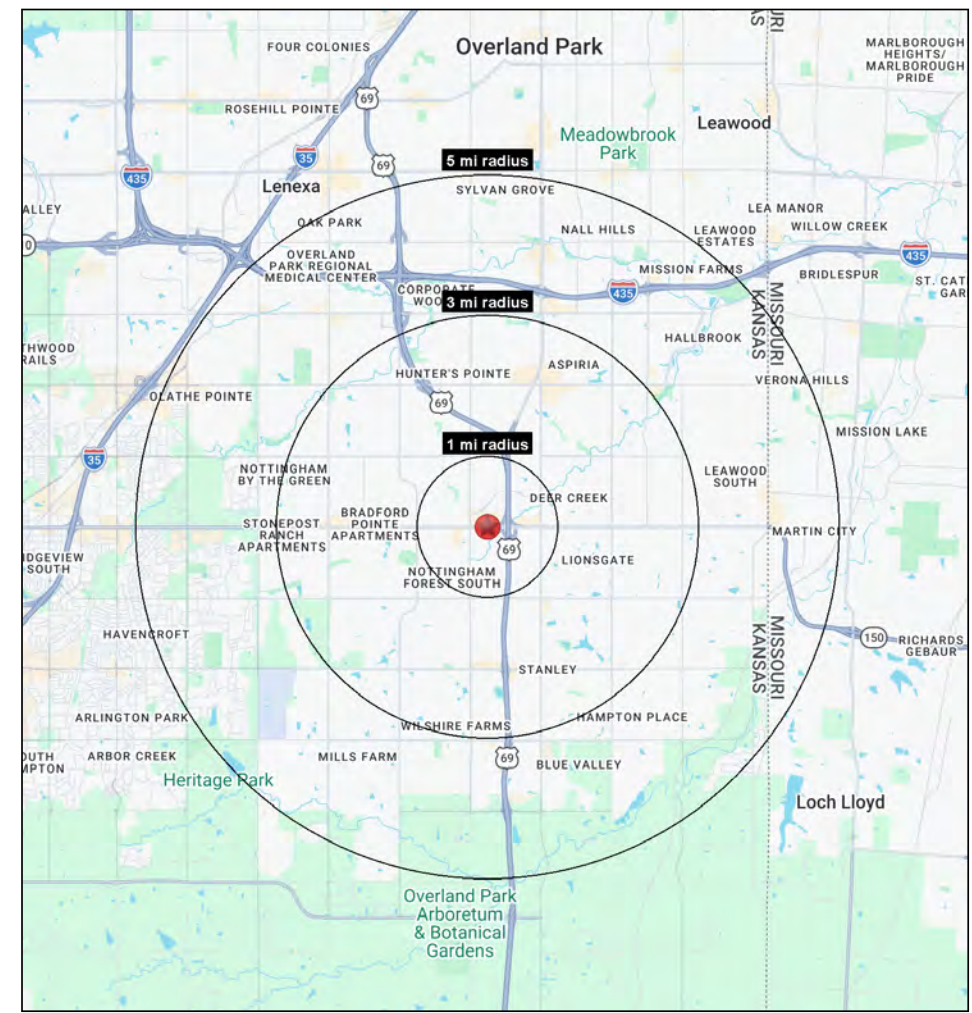 FOUR COLONIES
Overland Park
MARLBOROUGH
HEIGHTS/
MARLBOROUGH
PRIDE
69
ROSEHILL POINTE
Leawood
Meadowbrook
Park
35
69
5 mi radius
435
Lenexa
SYLVAN GROVE
ALLEY
OAK PARK
LEA MANOR
NALL HILLS
LEAWOOD
ESTATES
WILLOW CREEK
0
OVERLAND
PARK REGIONAL
MEDICAL CENTER
MISSION FARMS
435
BRIDLESPUR
ST. CAT
GAR
CORPORATE
WOO
435
3 mi radius
MISSOURI
KANSAS
HALLBROOK
THWOOD
RAILS
HUNTER'S POINTE
ASPIRIA
VERONA HILLS
OLATHE POINTE
69
MISSION LAKE
1 mi radius
35
NOTTINGHAM
BY THE GREEN
LEAWOOD
SOUTH
DEER CREEK
BRADFORD
POINTE
APARTMENTS
STONEPOST
RANCH
APARTMENTS
MARTIN CITY
69
LIONSGATE
IDGEVIEW
SOUTH
NOTTINGHAM
FOREST SOUTH
HAVENCROFT
MISSOURI
KANSAS
150
RICHARDS
GEBAUR
STANLEY
ARLINGTON PARK
WILSHIRE FARMS
HAMPTON PLACE
OUTH
MPTON
ARBOR CREEK
MILLS FARM
69
BLUE VALLEY
Heritage Park
Loch Lloyd
Overland Park
Arboretum
& Botanical
Gardens